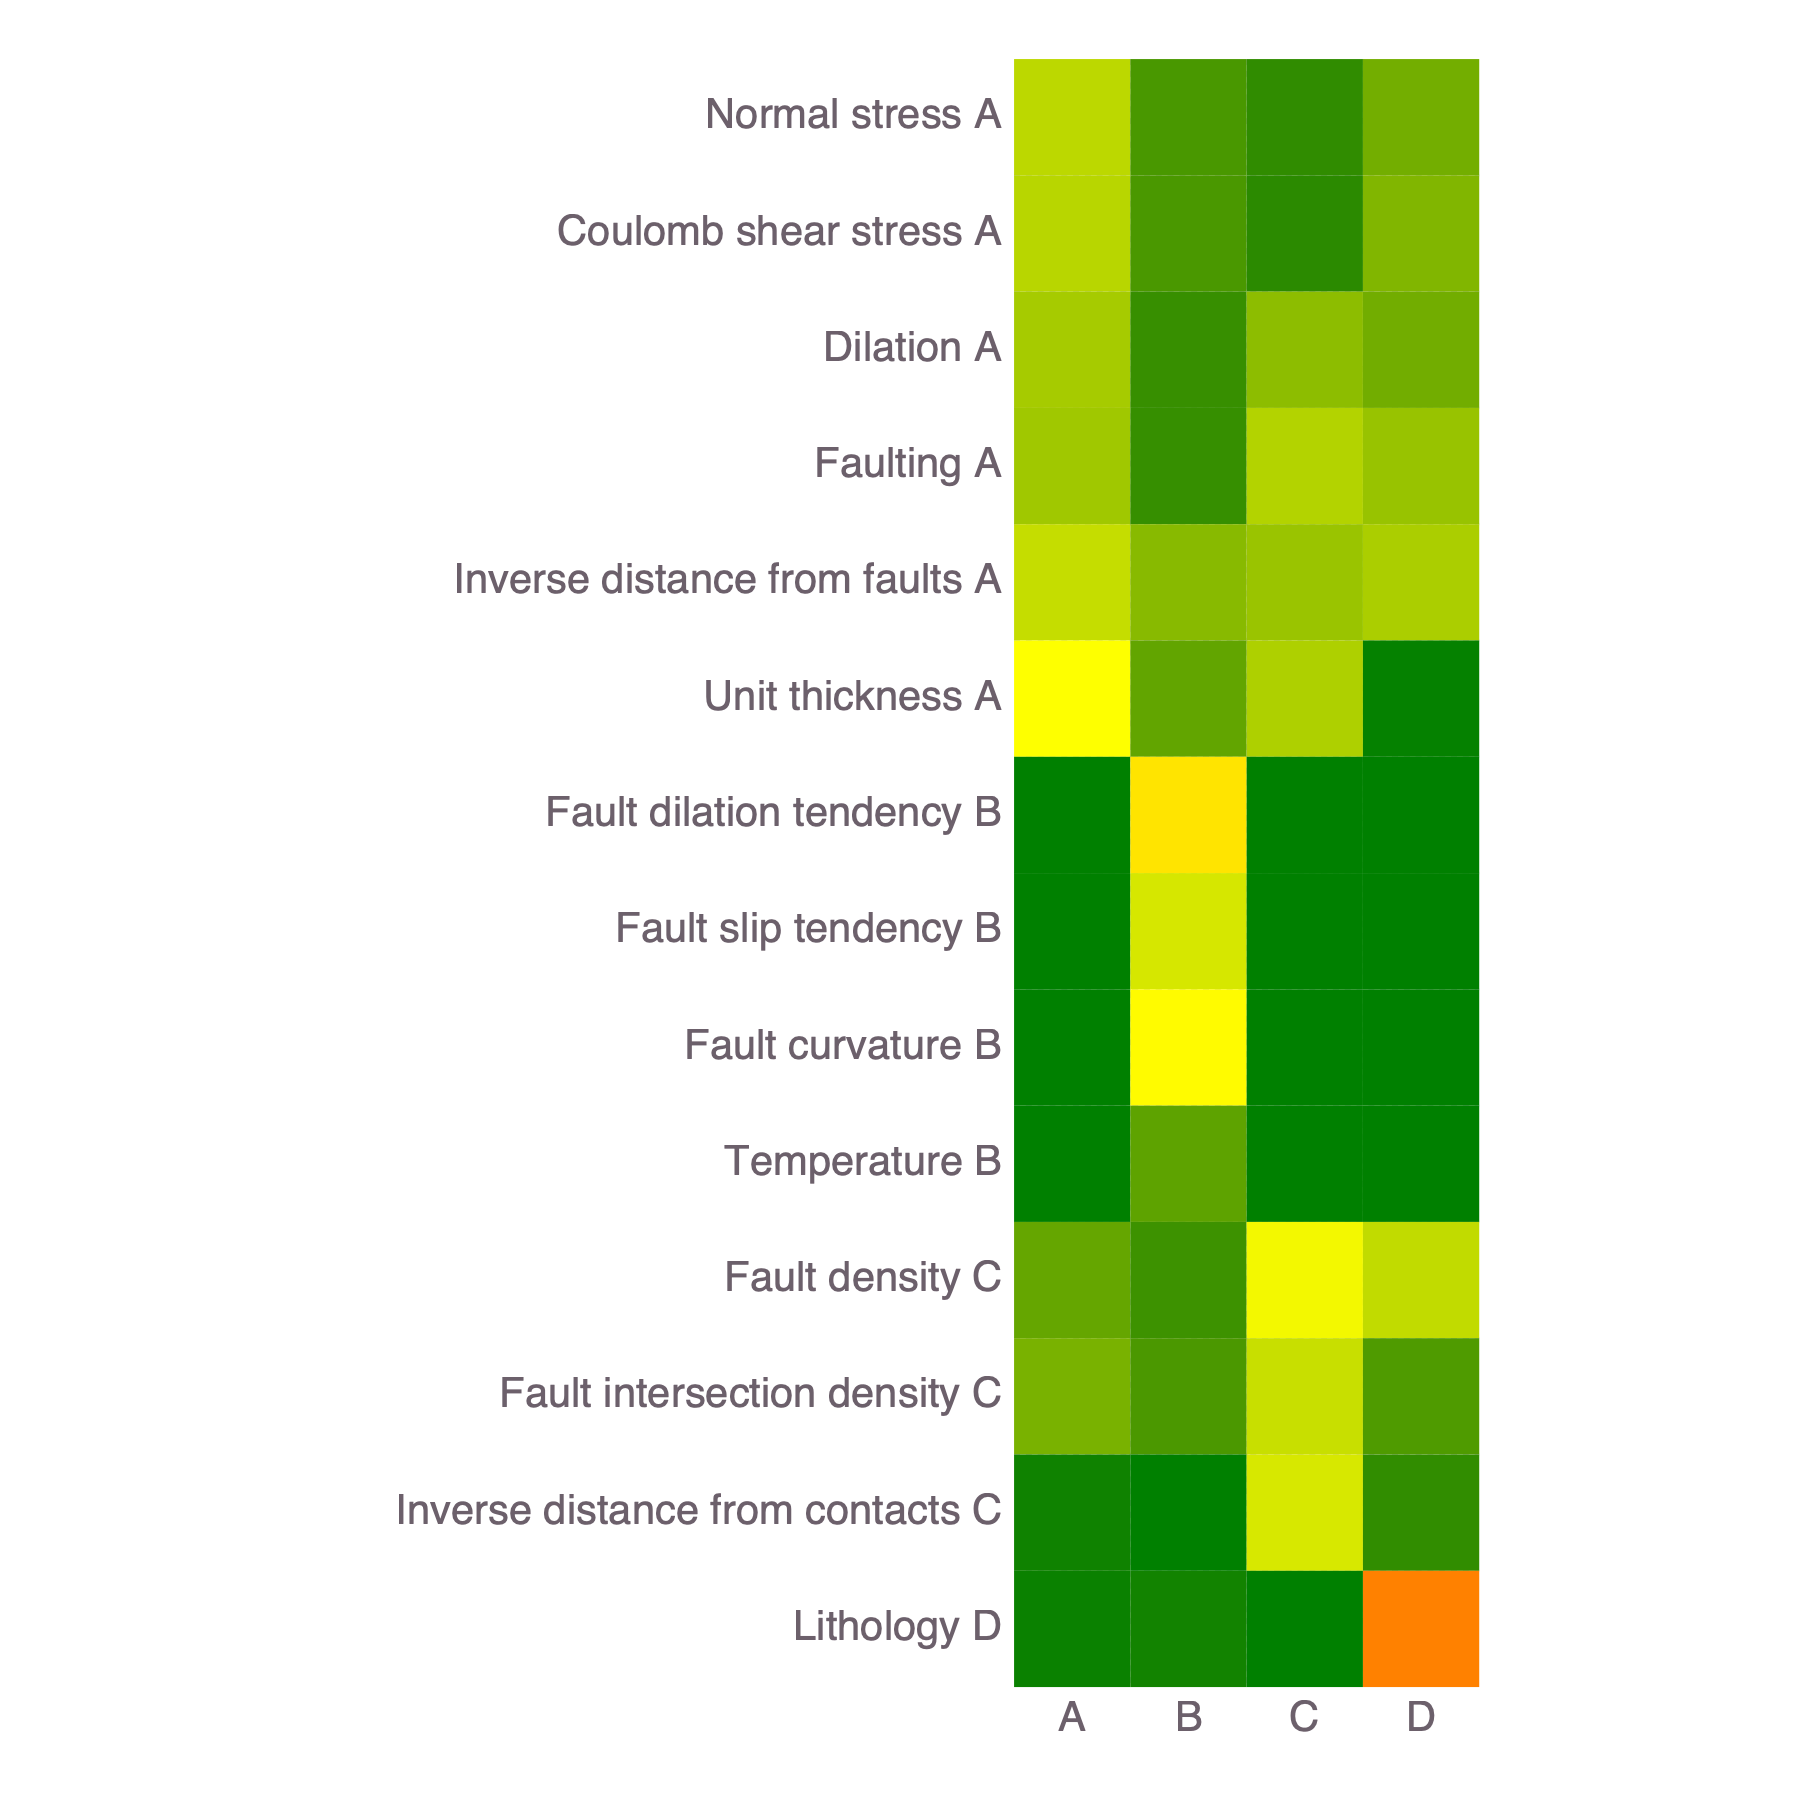 Normal stress A
Coulomb shear stress A
Dilation A
Faulting A
Inverse distance from faults A
Unit thickness A
Fault dilation tendency B
Fault slip tendency B
Fault curvature B
Temperature B
Fault density C
Fault intersection density C
Inverse distance from contacts C
Lithology D
A B C D